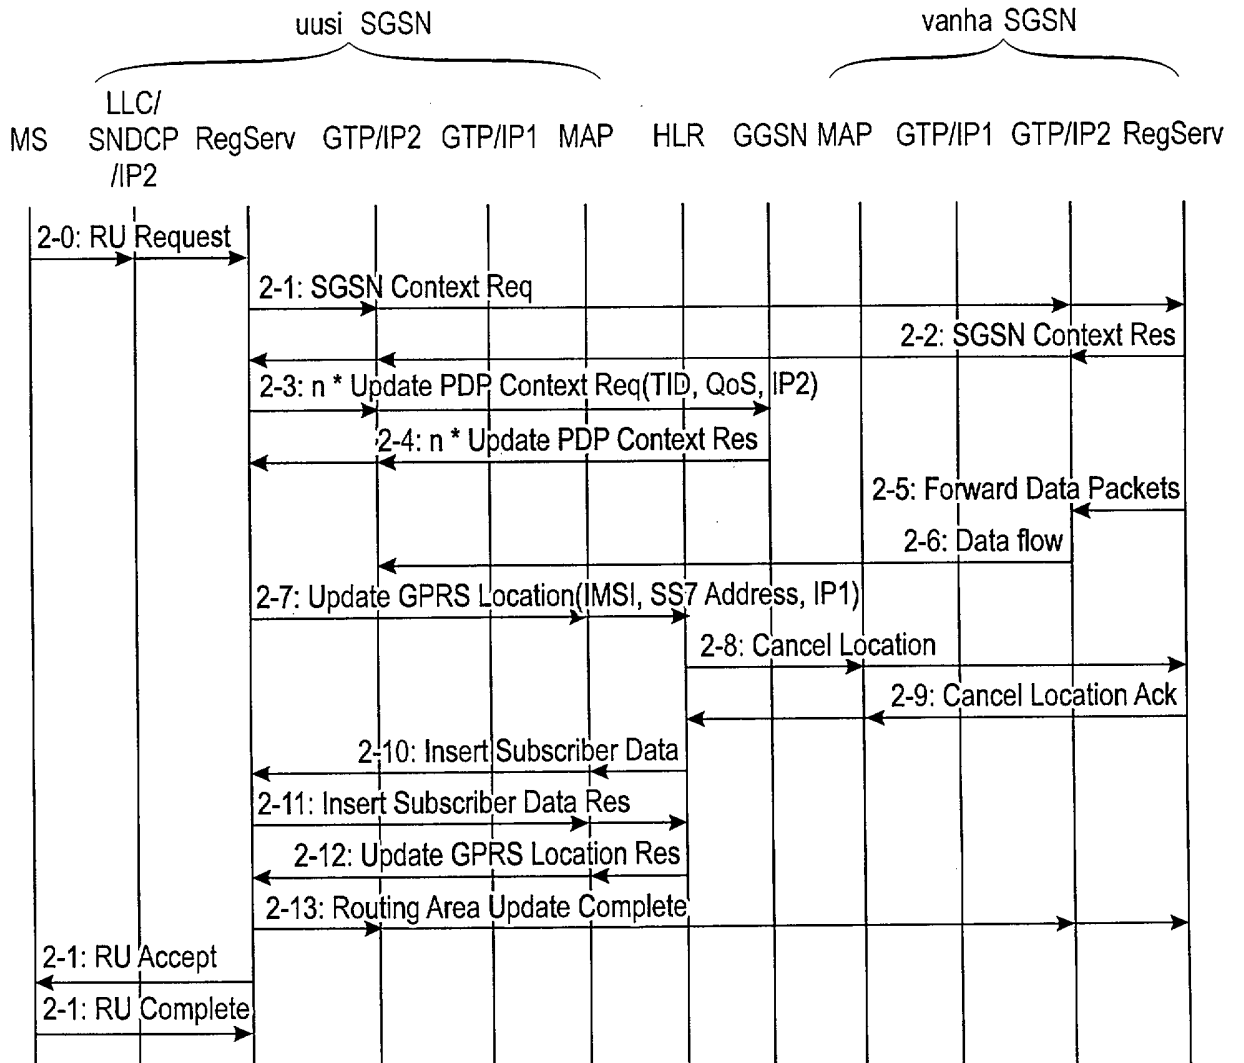 uusi SGSN
vanha SGSN
LLC/
MS SNDCP RegServ GTP/IP2 GTP/IP1 MAP HLR GGSN MAP GTP/IP1 GTP/IP2 RegServ
/IP2
2-0: RU Request
2-1: SGSN Context Req
2-2: SGSN Context Res
2-3: n * Update PDP Context Req(TID, QoS, IP2)
2-4: n * Update PDP Context Res
2-5: Forward Data Packets
2-6: Data flow
2-7: Update GPRS Location(IMSI, SS7 Address, IP1)
2-8: Cancel Location
2-9: Cancel Location Ack
2-10: Insert Subscriber Data
2-11: Insert Subscriber Data Res
2-12: Update GPRS Location Res
2-13: Routing Area Update Complete
2-1: RU Accept
2-1: RU Complete